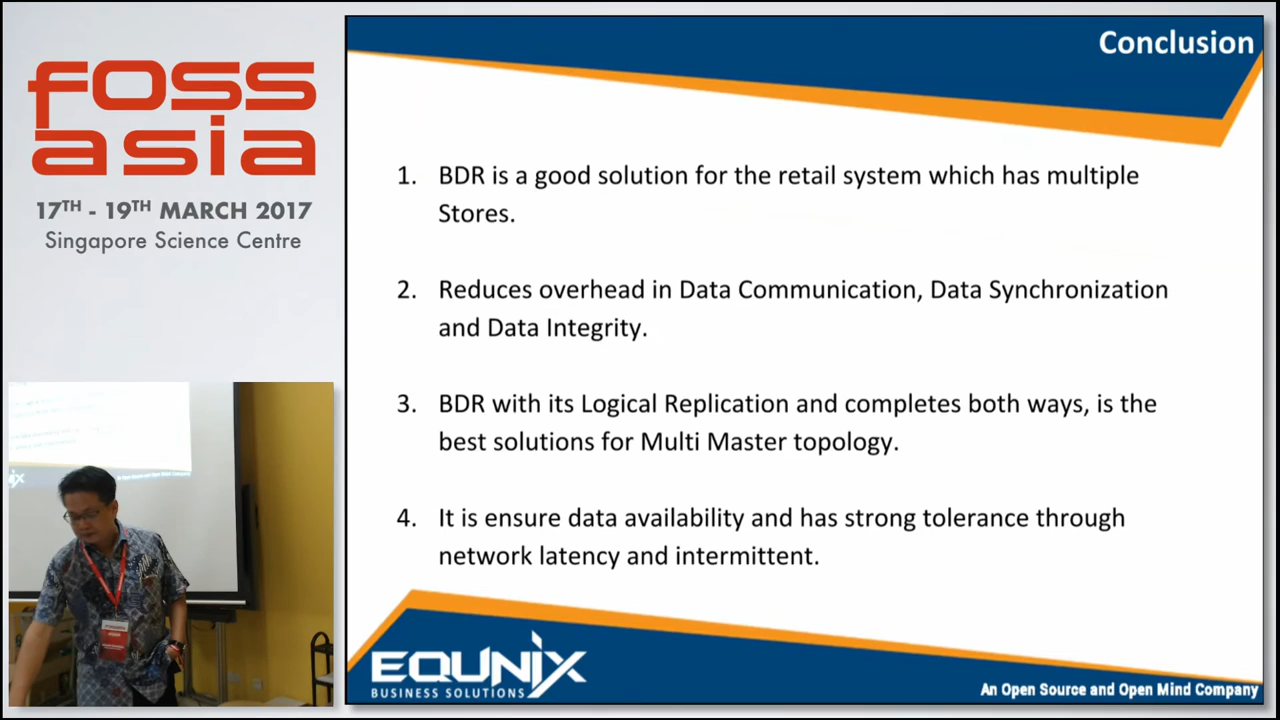 foss
asia
17TH - 19TH MARCH 2017
Singapore Science Centre
Conclusion
1. BDR is a good solution for the retail system which has multiple
Stores.
2. Reduces overhead in Data Communication, Data Synchronization
and Data Integrity.
3. BDR with its Logical Replication and completes both ways, is the
best solutions for Multi Master topology.
4. It is ensure data availability and has strong tolerance through
network latency and intermittent.
EQUNIX
BUSINESS SOLUTIONS
An Open Source and Open Mind Company